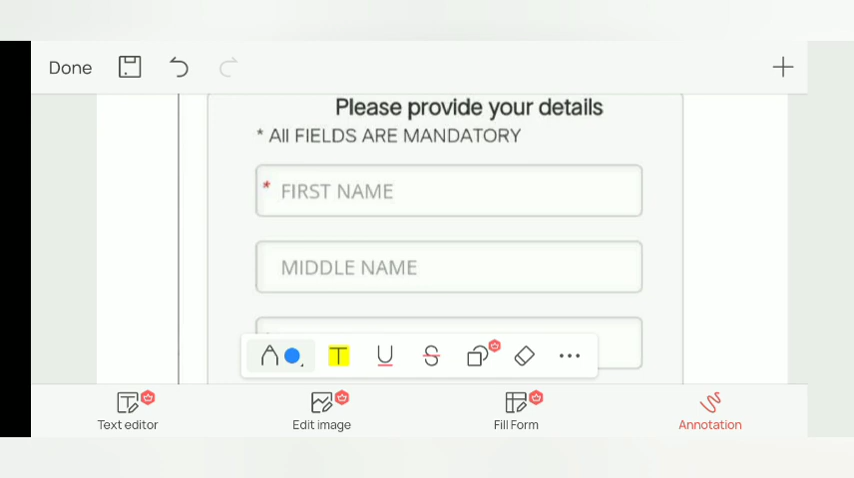 Done
Please provide your details
* All FIELDS ARE MANDATORY
* FIRST NAME
MIDDLE NAME
T U S
Text editor Edit image Fill Form Annotation